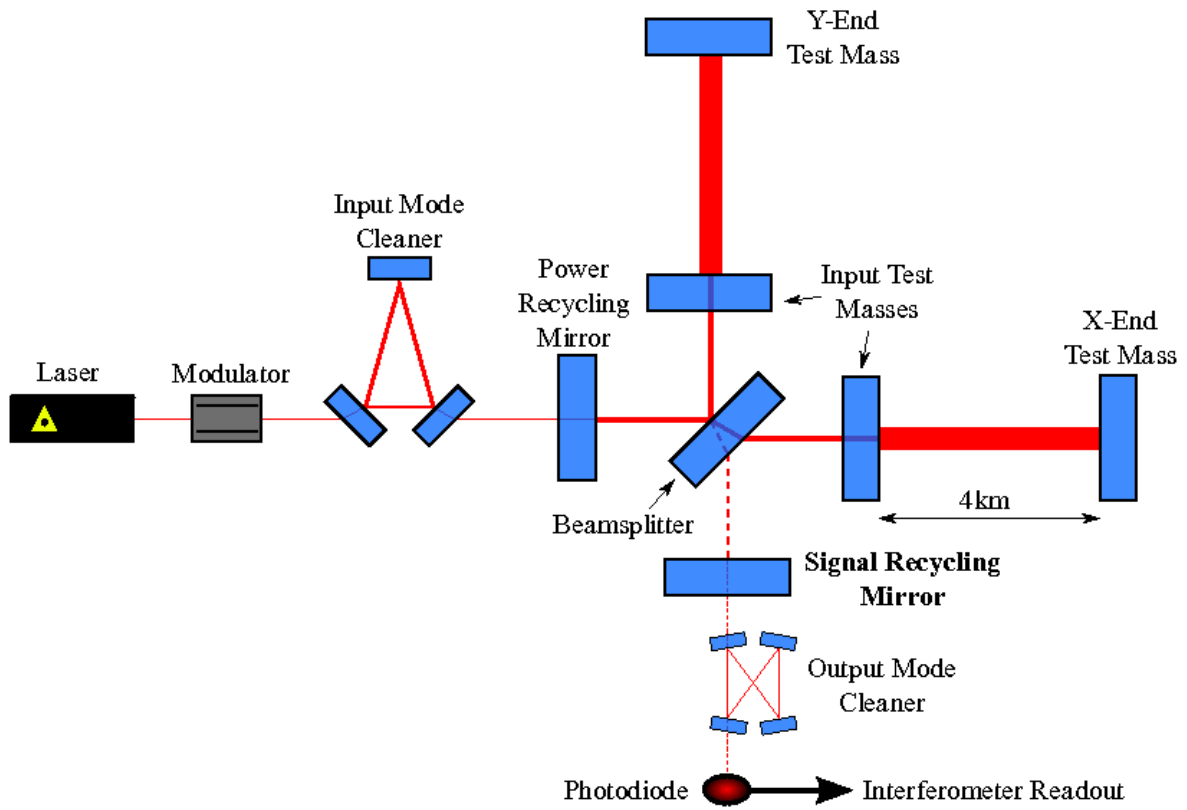 Y-End
Test Mass
Input Mode
Cleaner
Power
Recycling
Mirror
Input Test
Masses
X-End
Test Mass
Laser
Modulator
4km
Beamsplitter
Signal Recycling
Mirror
Output Mode
Cleaner
Photodiode
Interferometer Readout